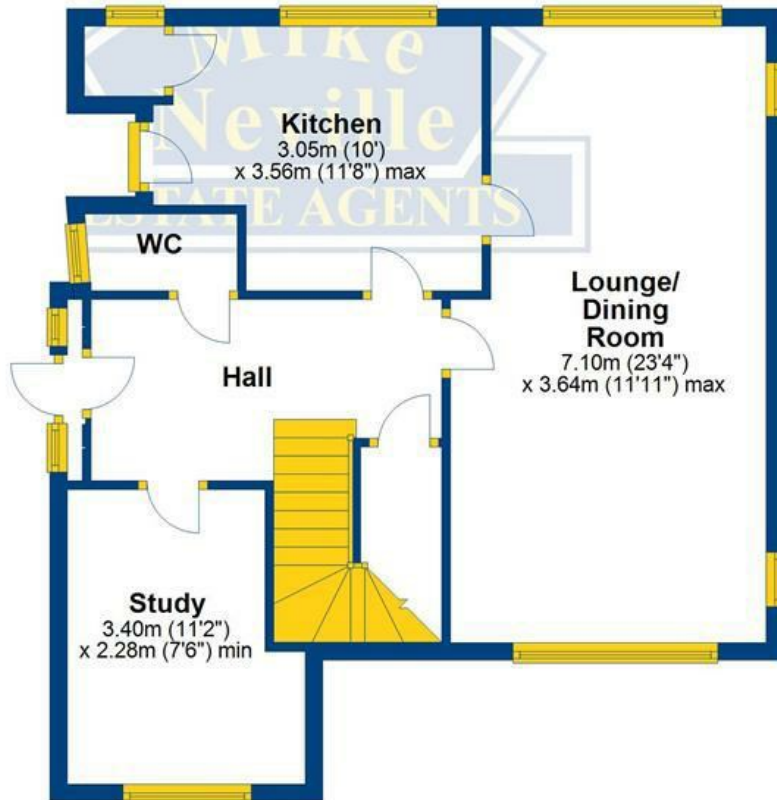 Mike
Neville
ESTATE AGENTS
Kitchen
3.05m (10')
x 3.56m (11'8") max
WC
Lounge/
Dining
Room
7.10m (23'4")
x 3.64m (11'11") max
Hall
Study
3.40m (11'2")
x 2.28m (7'6") min